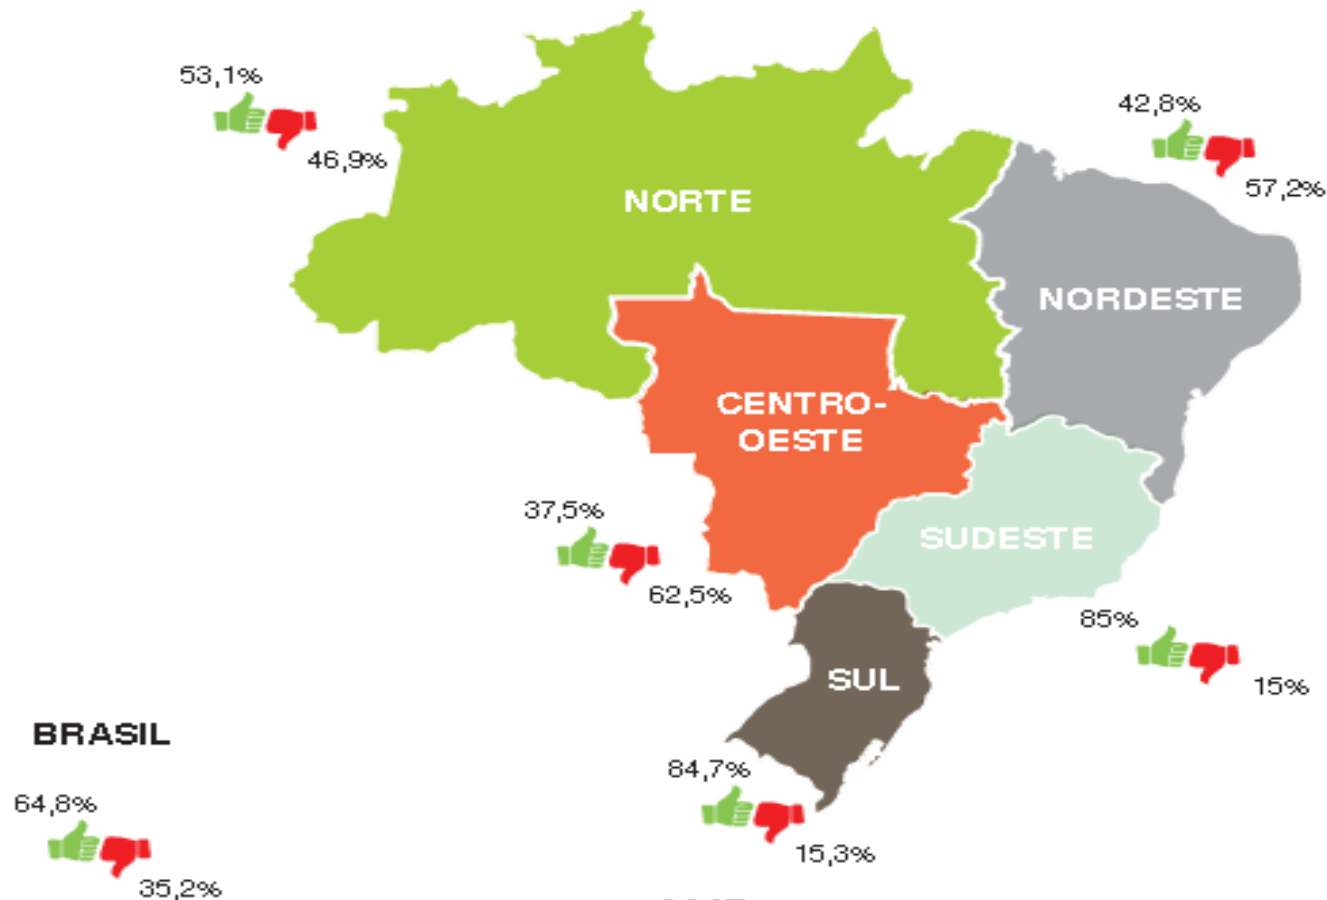 53,1%
46,9%
42,8%
57,2%
NORTE
NORDESTE
CENTRO-
OESTE
37,5%
62,5%
SUDESTE
85%
15%
SUL
84,7%
15,3%
BRASIL
64,8%
35,2%